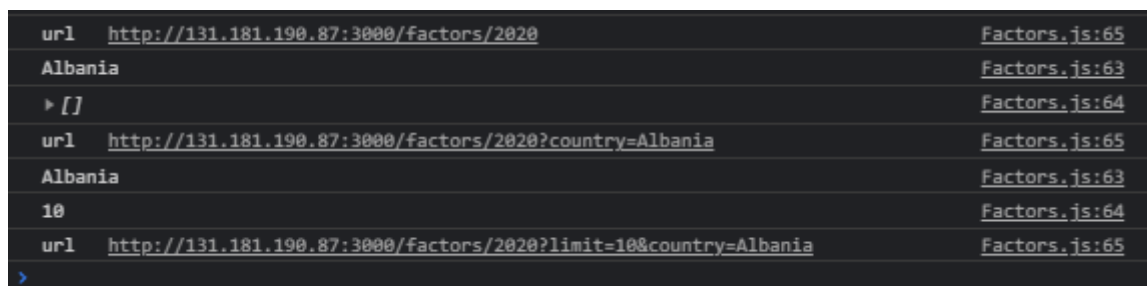 url http://131.181.190.87:3000/factors/2020 Factors.js:65
Albania Factors.js:63
▸ [] Factors.js:64
url http://131.181.190.87:3000/factors/2020?country=Albania Factors.js:65
Albania Factors.js:63
10 Factors.js:64
url http://131.181.190.87:3000/factors/2020?limit=10&country=Albania Factors.js:65
>